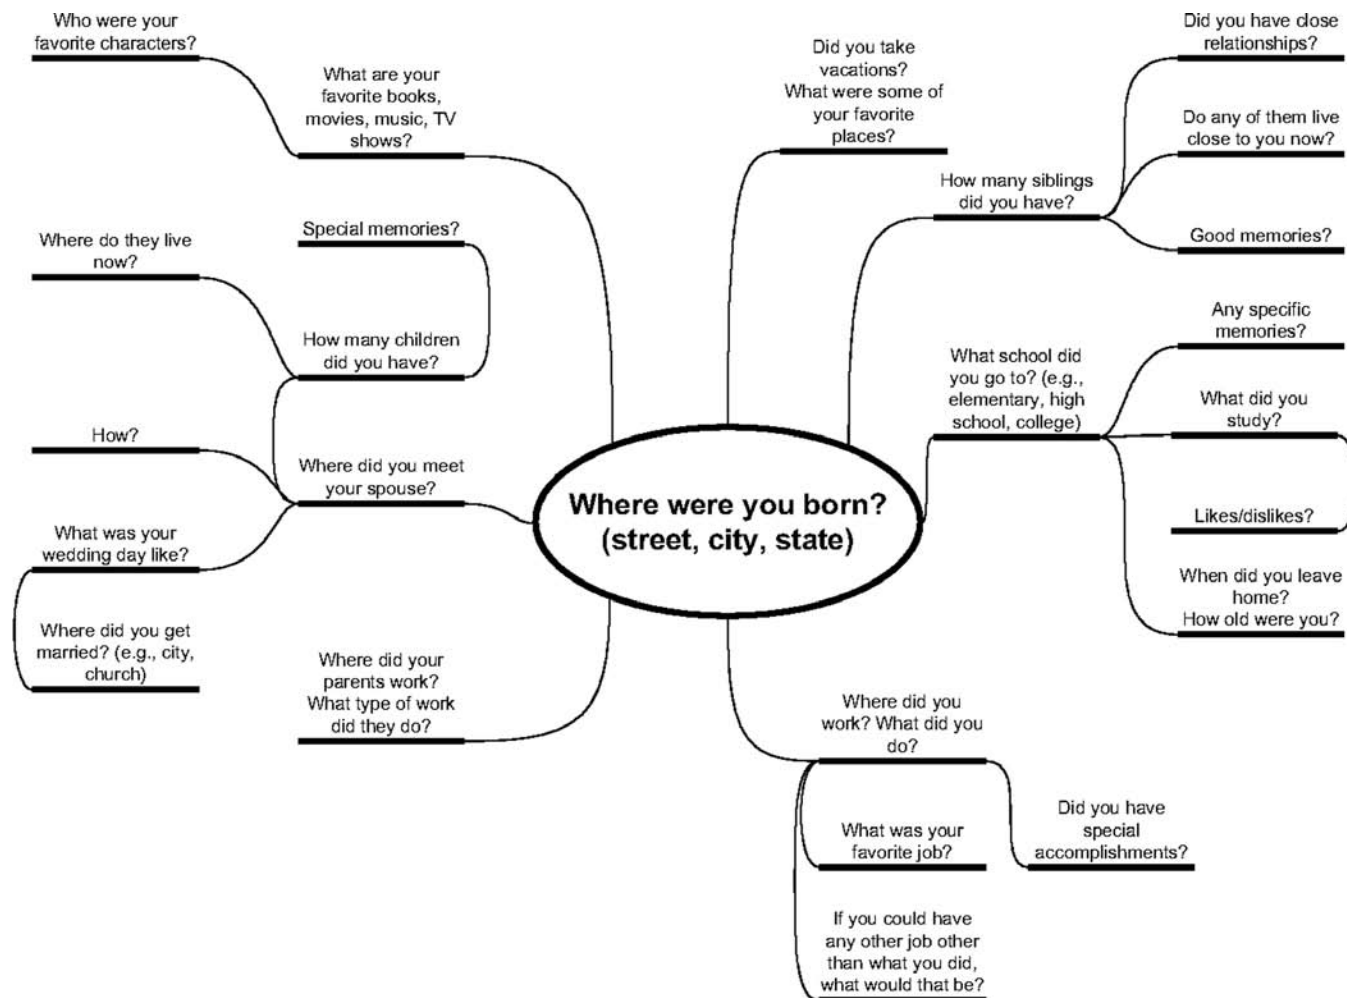 Who were your
favorite characters?
What are your
favorite books,
movies, music, TV
shows?
Special memories?
Where do they live
now?
How many children
did you have?
How?
Where did you meet
your spouse?
What was your
wedding day like?
Where did you get
married? (e.g., city,
church)
Where did your
parents work?
What type of work
did they do?
Where were you born?
(street, city, state)
Did you take
vacations?
What were some of
your favorite
places?
How many siblings
did you have?
Did you have close
relationships?
Do any of them live
close to you now?
Good memories?
What school did
you go to? (e.g.,
elementary, high
school, college)
Any specific
memories?
What did you
study?
Likes/dislikes?
When did you leave
home?
How old were you?
Where did you
work? What did you
do?
What was your
favorite job?
Did you have
special
accomplishments?
If you could have
any other job other
than what you did,
what would that be?